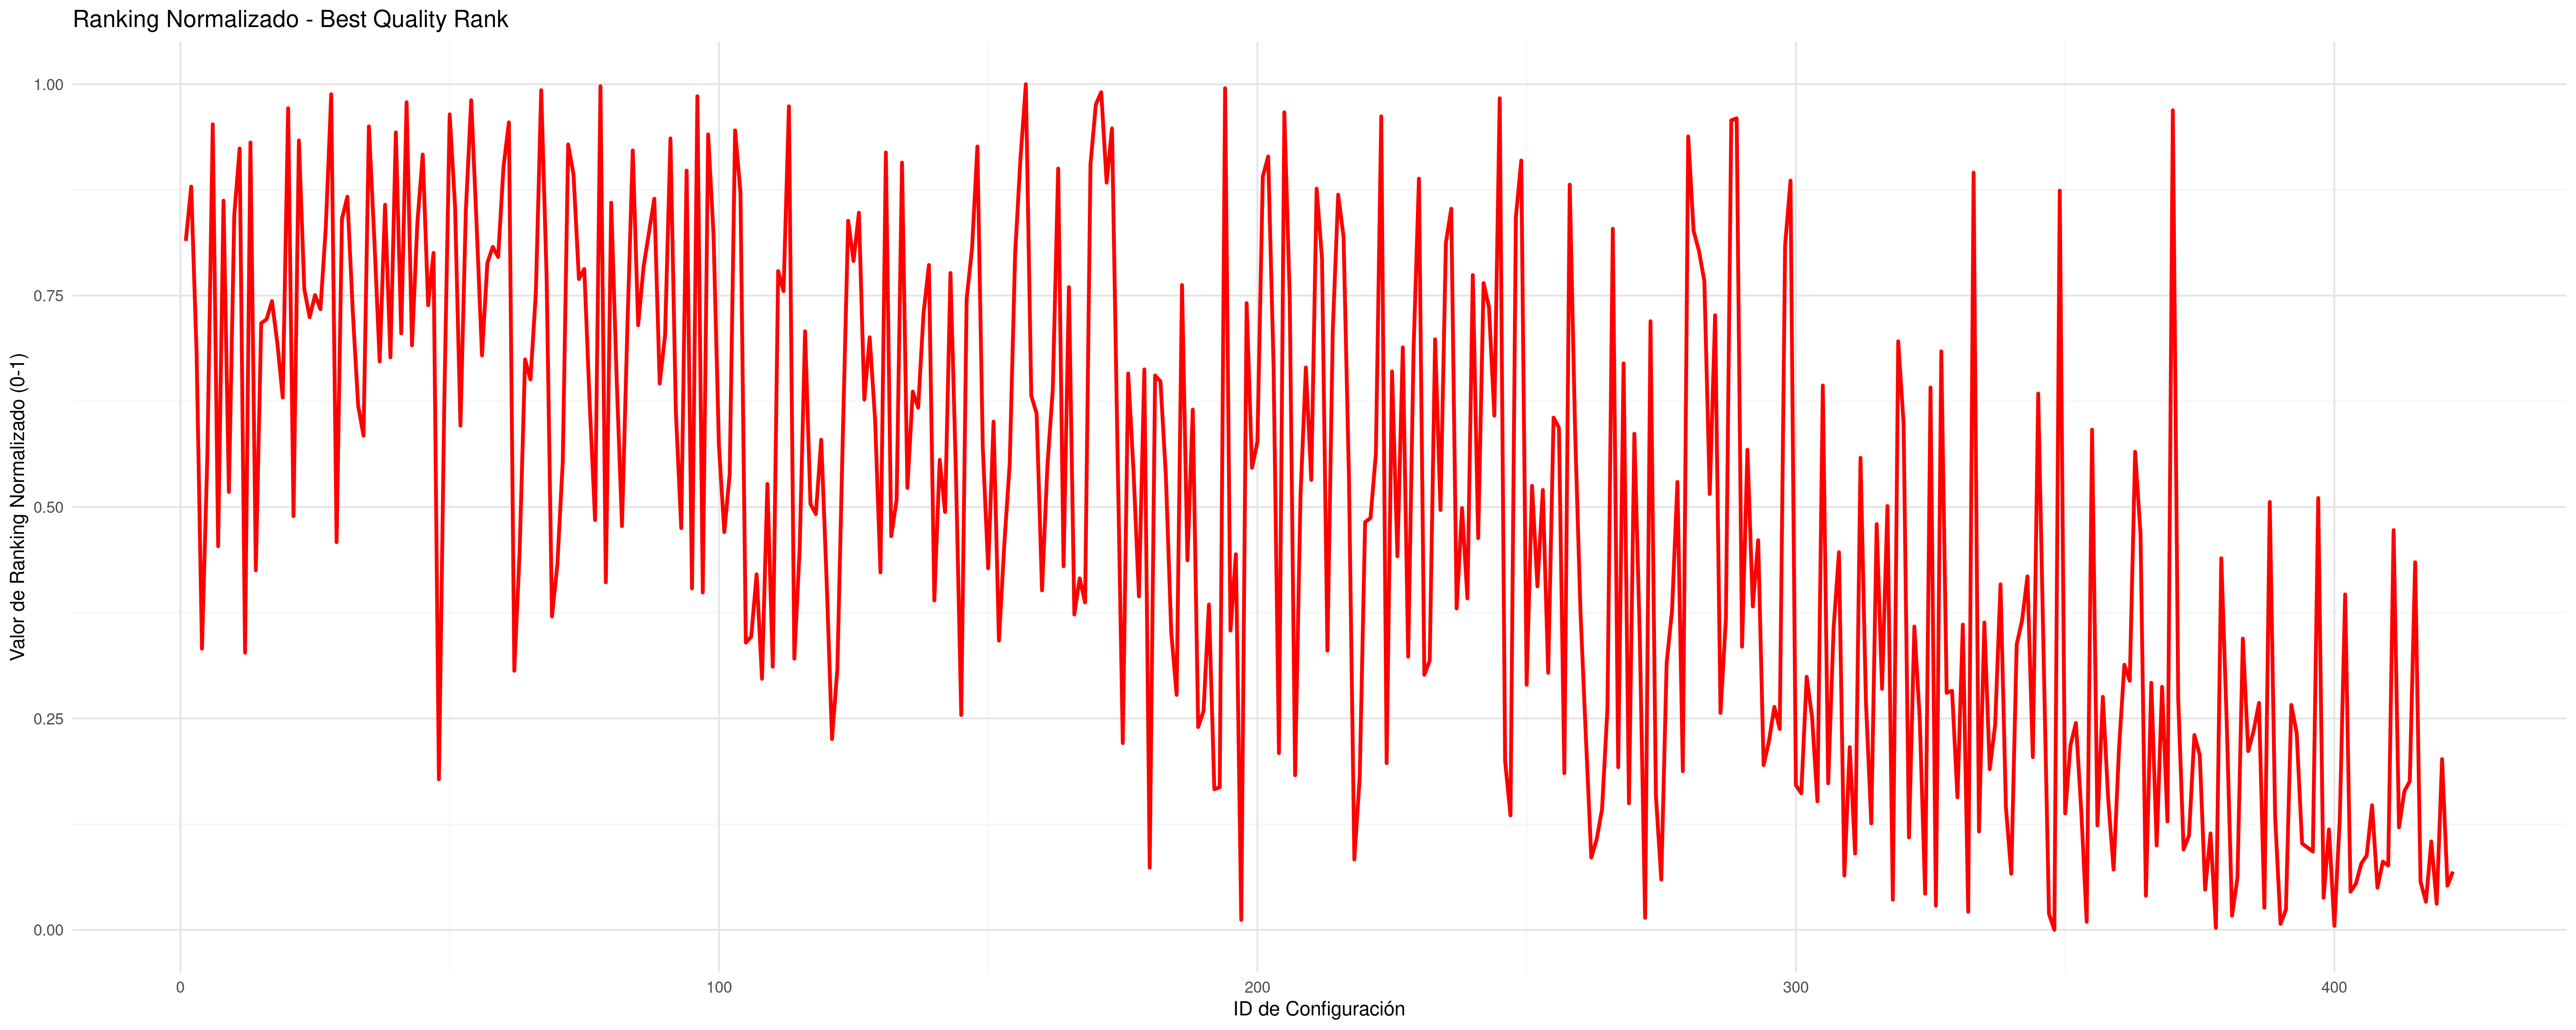 Ranking Normalizado - Best Quality Rank
Valor de Ranking Normalizado (0-1)
1.00
0.75
0.50
0.25
0.00
0 100 200 300 400
ID de Configuración